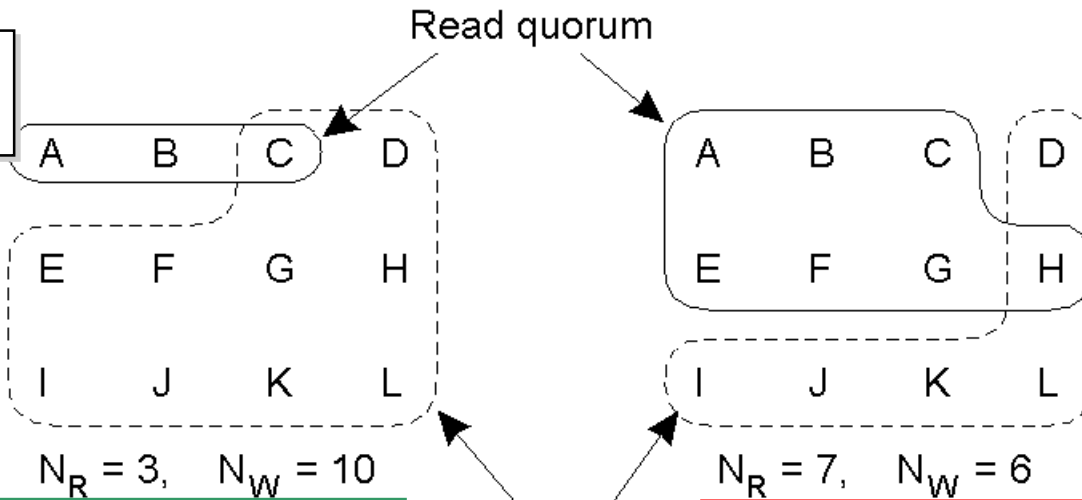 Read quorum
A B C D A B C D
E F G H E F G H
I J K L I J K L
N_R = 3, N_W = 10 N_R = 7, N_W = 6